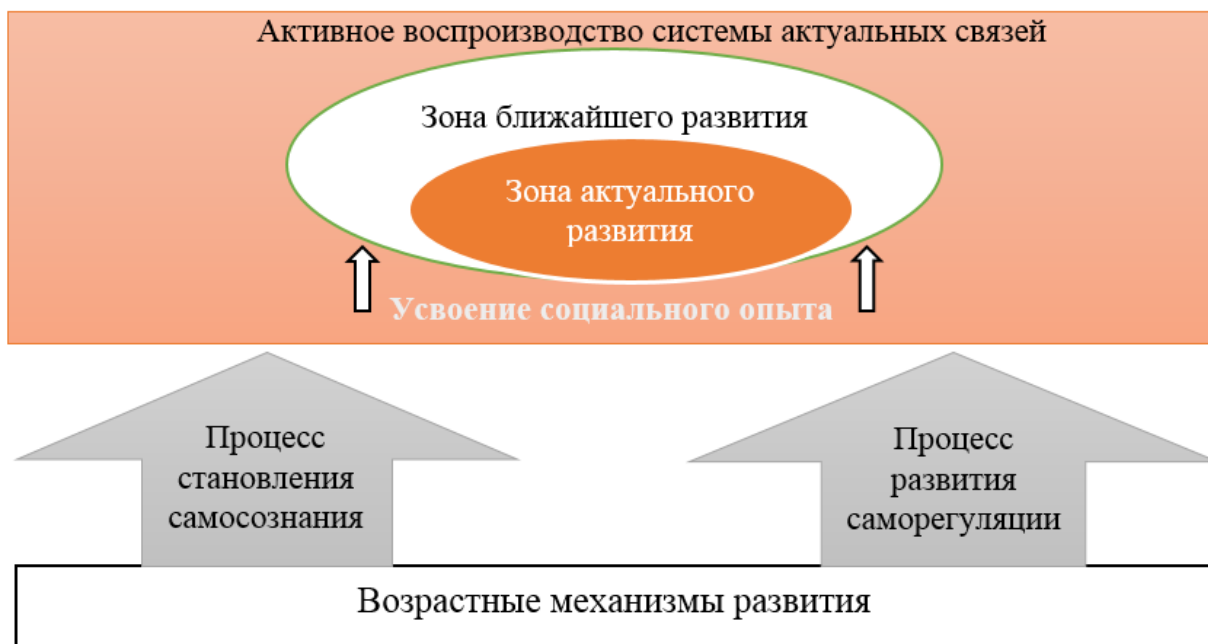 Активное воспроизводство системы актуальных связей
Зона ближайшего развития
Зона актуального
развития
Усвоение социального опыта
Процесс
становления
самосознания
Процесс
развития
саморегуляции
Возрастные механизмы развития